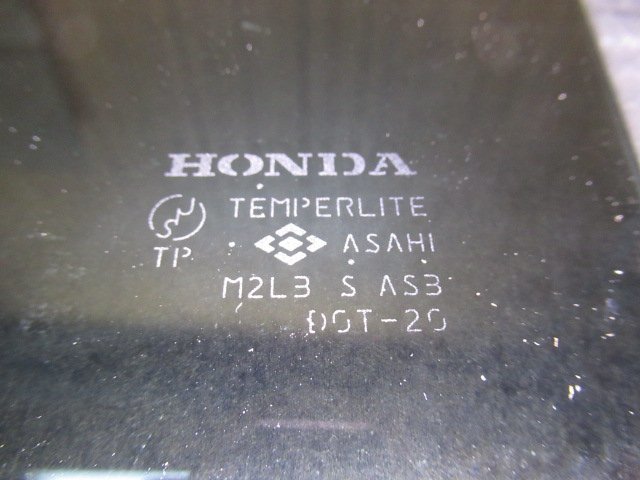 HONDA
TEMPERLITE
TP ASAHI
M2L3 S AS3
DOT-20